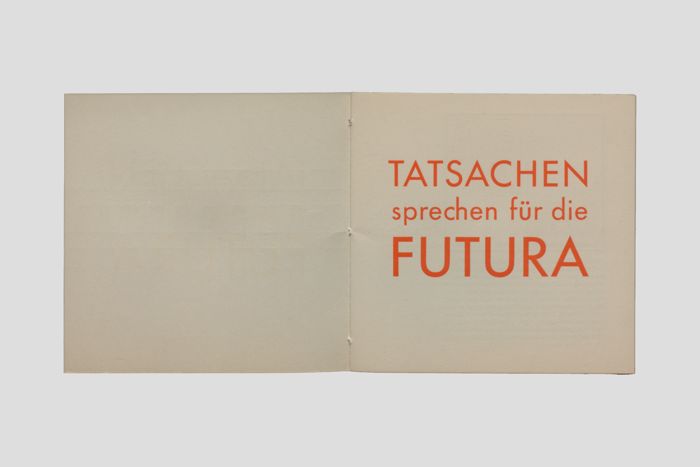 TATSACHEN
sprechen für die
FUTURA